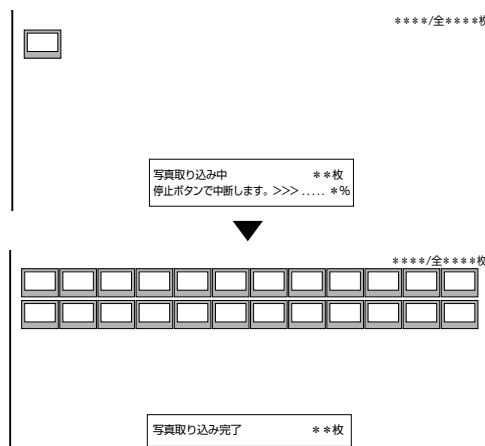 ****/全****枚
写真取り込み中 **枚
停止ボタンで中断します。>>>..... *%
****/全****枚
写真取り込み完了 **枚